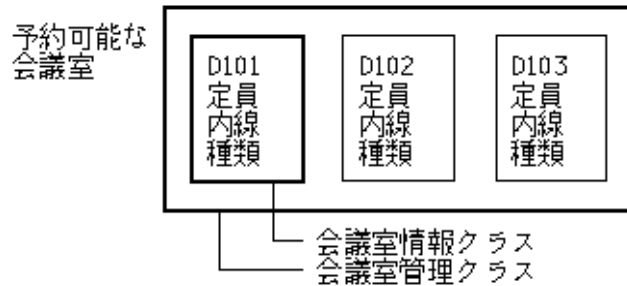 予約可能な
会議室
D101
定員
内線
種類
D102
定員
内線
種類
D103
定員
内線
種類
会議室情報クラス
会議室管理クラス